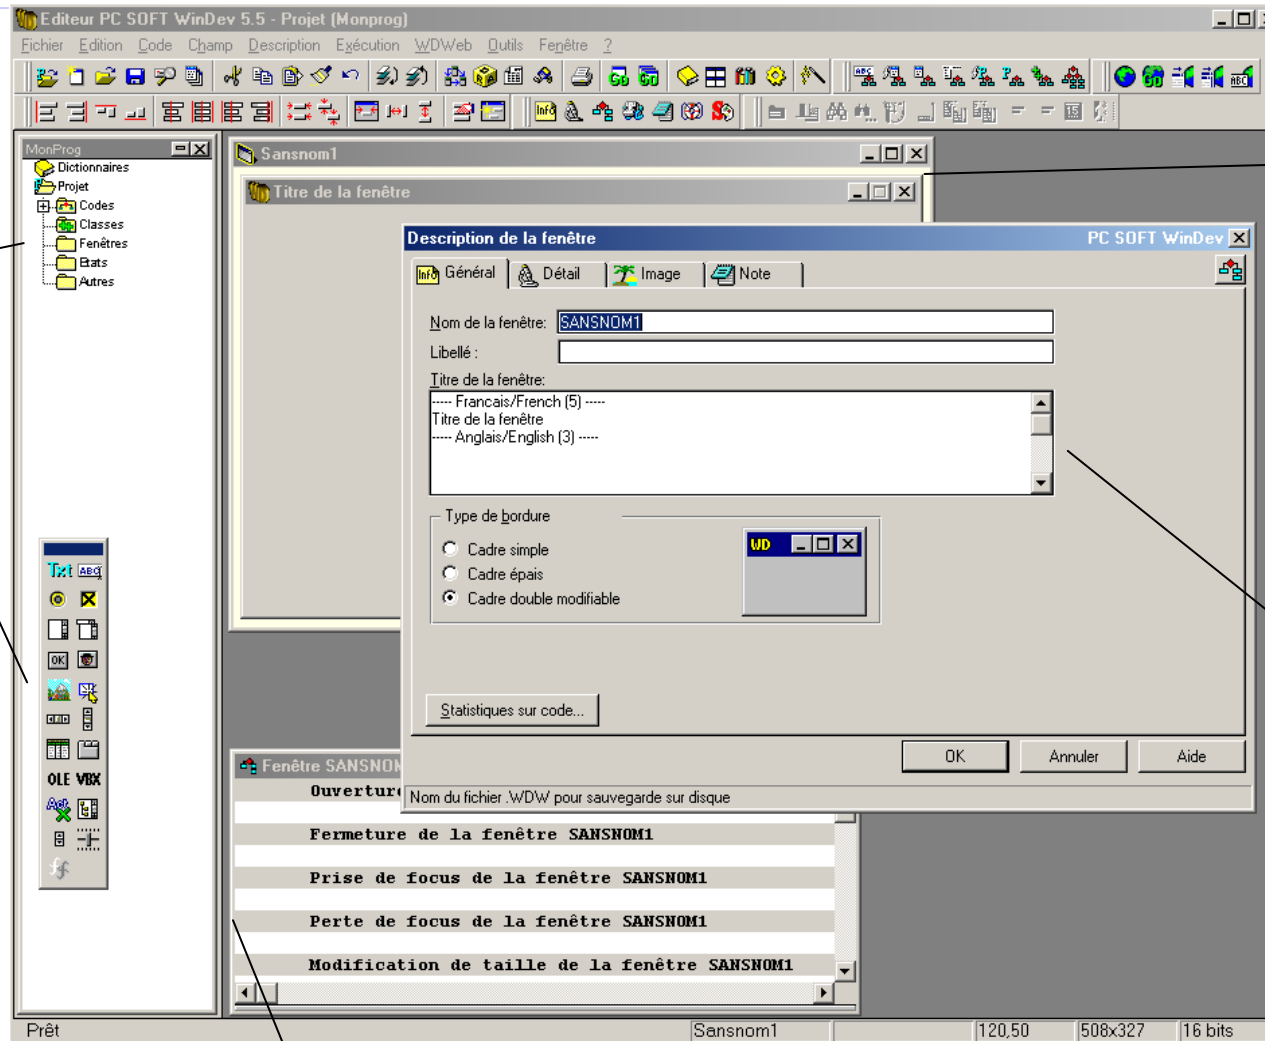 Editeur PC SOFT WinDev 5.5 - Projet (Monprog)
Fichier Edition Code Champ Description Exécution WDWeb Outils Fenêtre ?
MonProg
Dictionnaires
Projet
Codes
Classes
Fenêtres
Etats
Autres
Sansnom1
Titre de la fenêtre
Description de la fenêtre
PC SOFT WinDev
Info Général
Détail
Image
Note
Nom de la fenêtre: SANSNOM1
Libellé :
Titre de la fenêtre:
----- Francais/French (5) -----
Titre de la fenêtre
----- Anglais/English (3) -----
Type de bordure
Cadre simple
Cadre épais
Cadre double modifiable
WD
Statistiques sur code...
OK
Annuler
Aide
Nom du fichier .WDW pour sauvegarde sur disque
Txt ABC
OK
OLE VBX
Fenêtre SANSNOM
Ouverture
Fermeture de la fenêtre SANSNOM1
Prise de focus de la fenêtre SANSNOM1
Perte de focus de la fenêtre SANSNOM1
Modification de taille de la fenêtre SANSNOM1
Prêt
Sansnom1
120,50
508x327
16 bits